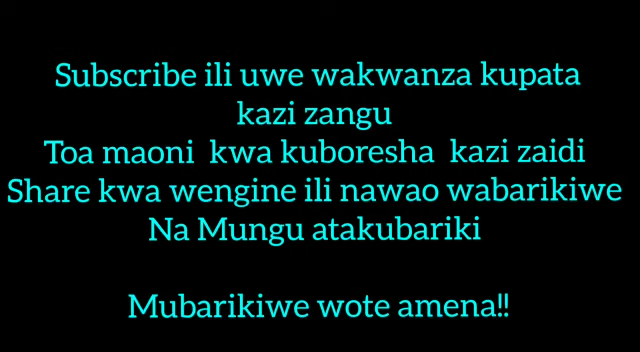 Subscribe ili uwe wakwanza kupata
kazi zangu
Toa maoni kwa kuboresha kazi zaidi
Share kwa wengine ili nawao wabarikiwe
Na Mungu atakubariki
Mubarikiwe wote amena!!